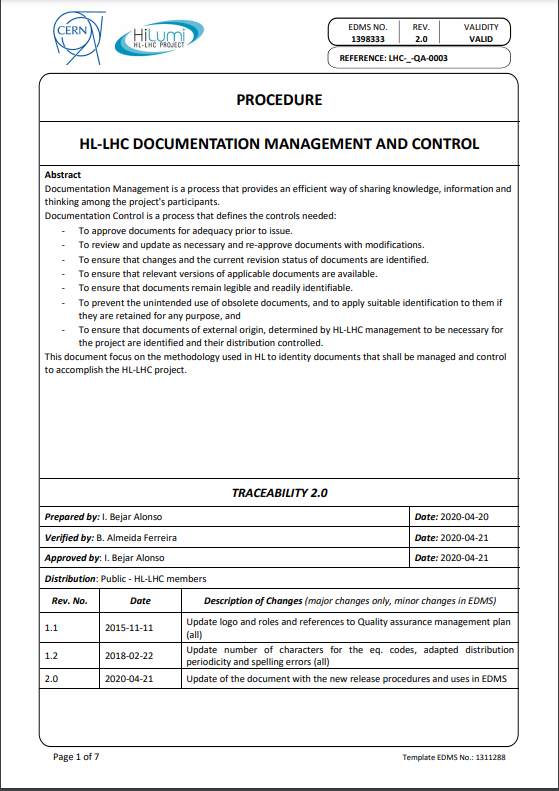 CERN
HiLumi
HL-LHC PROJECT
EDMS NO. REV. VALIDITY
1398333 2.0 VALID
REFERENCE: LHC-_-QA-0003
PROCEDURE
HL-LHC DOCUMENTATION MANAGEMENT AND CONTROL
Abstract
Documentation Management is a process that provides an efficient way of sharing knowledge, information and
thinking among the project's participants.
Documentation Control is a process that defines the controls needed:
- To approve documents for adequacy prior to issue.
- To review and update as necessary and re-approve documents with modifications.
- To ensure that changes and the current revision status of documents are identified.
- To ensure that relevant versions of applicable documents are available.
- To ensure that documents remain legible and readily identifiable.
- To prevent the unintended use of obsolete documents, and to apply suitable identification to them if
they are retained for any purpose, and
- To ensure that documents of external origin, determined by HL-LHC management to be necessary for
the project are identified and their distribution controlled.
This document focus on the methodology used in HL to identity documents that shall be managed and control
to accomplish the HL-LHC project.
TRACEABILITY 2.0
Prepared by: I. Bejar Alonso Date: 2020-04-20
Verified by: B. Almeida Ferreira Date: 2020-04-21
Approved by: I. Bejar Alonso Date: 2020-04-21
Distribution: Public - HL-LHC members
Rev. No. Date Description of Changes (major changes only, minor changes in EDMS)
1.1 2015-11-11 Update logo and roles and references to Quality assurance management plan
(all)
1.2 2018-02-22 Update number of characters for the eq. codes, adapted distribution
periodicity and spelling errors (all)
2.0 2020-04-21 Update of the document with the new release procedures and uses in EDMS
Page 1 of 7 Template EDMS No.: 1311288